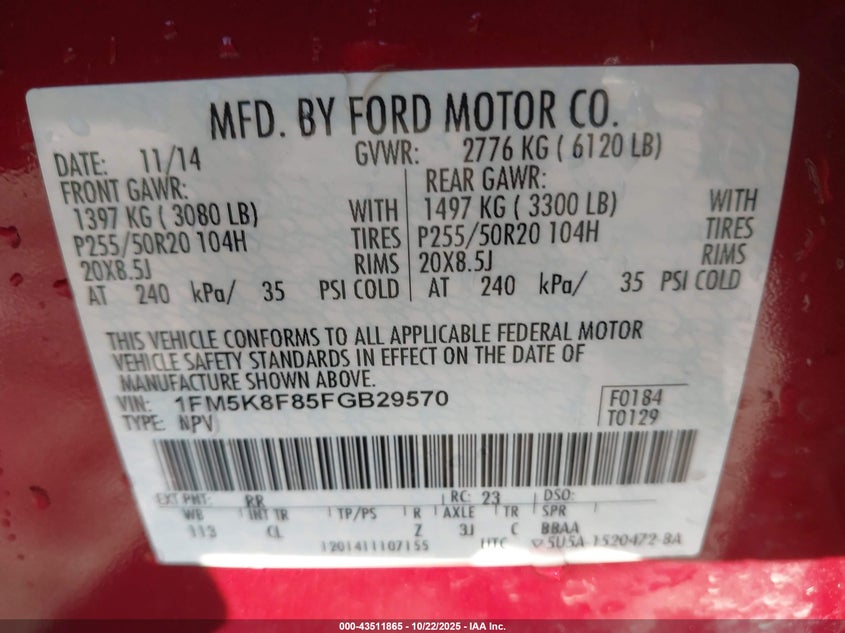 MFD. BY FORD MOTOR CO.
DATE: 11/14 GVWR: 2776 KG ( 6120 LB)
FRONT GAWR: REAR GAWR:
1397 KG ( 3080 LB) WITH 1497 KG ( 3300 LB) WITH
P255/50R20 104H TIRES P255/50R20 104H TIRES
20X8.5J RIMS 20X8.5J RIMS
AT 240 kPa/ 35 PSI COLD AT 240 kPa/ 35 PSI COLD
THIS VEHICLE CONFORMS TO ALL APPLICABLE FEDERAL MOTOR
VEHICLE SAFETY STANDARDS IN EFFECT ON THE DATE OF
MANUFACTURE SHOWN ABOVE.
VIN: 1FM5K8F85FGB29570 F0184
TYPE: NPV T0129
EXT PNT: RR RC: 23 DSO:
WB INT TR TP/PS R AXLE TR SPR
113 CL Z 3J C BBAA
1201411107155 UTC 5U5A-1520472-BA
000-43511865 - 10/22/2025 - IAA Inc.